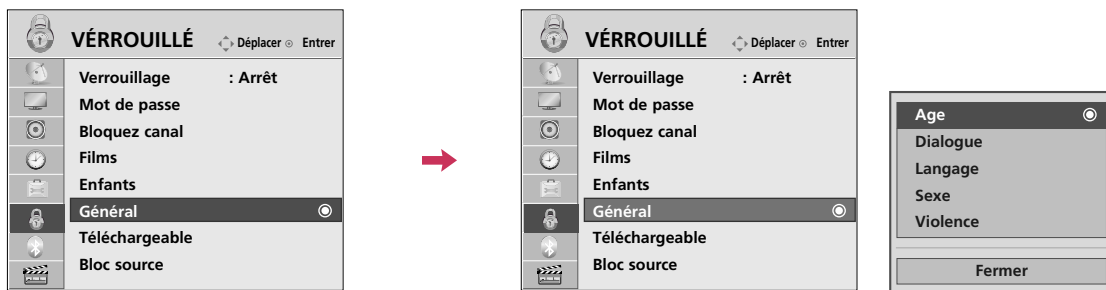 VÉRROUILLÉ Déplacer Entrer
Verrouillage : Arrêt
Mot de passe
Bloquez canal
Films
Enfants
Général
Téléchargeable
Bloc source
VÉRROUILLÉ Déplacer Entrer
Verrouillage : Arrêt
Mot de passe
Bloquez canal
Films
Enfants
Général
Téléchargeable
Bloc source
Age
Dialogue
Langage
Sexe
Violence
Fermer